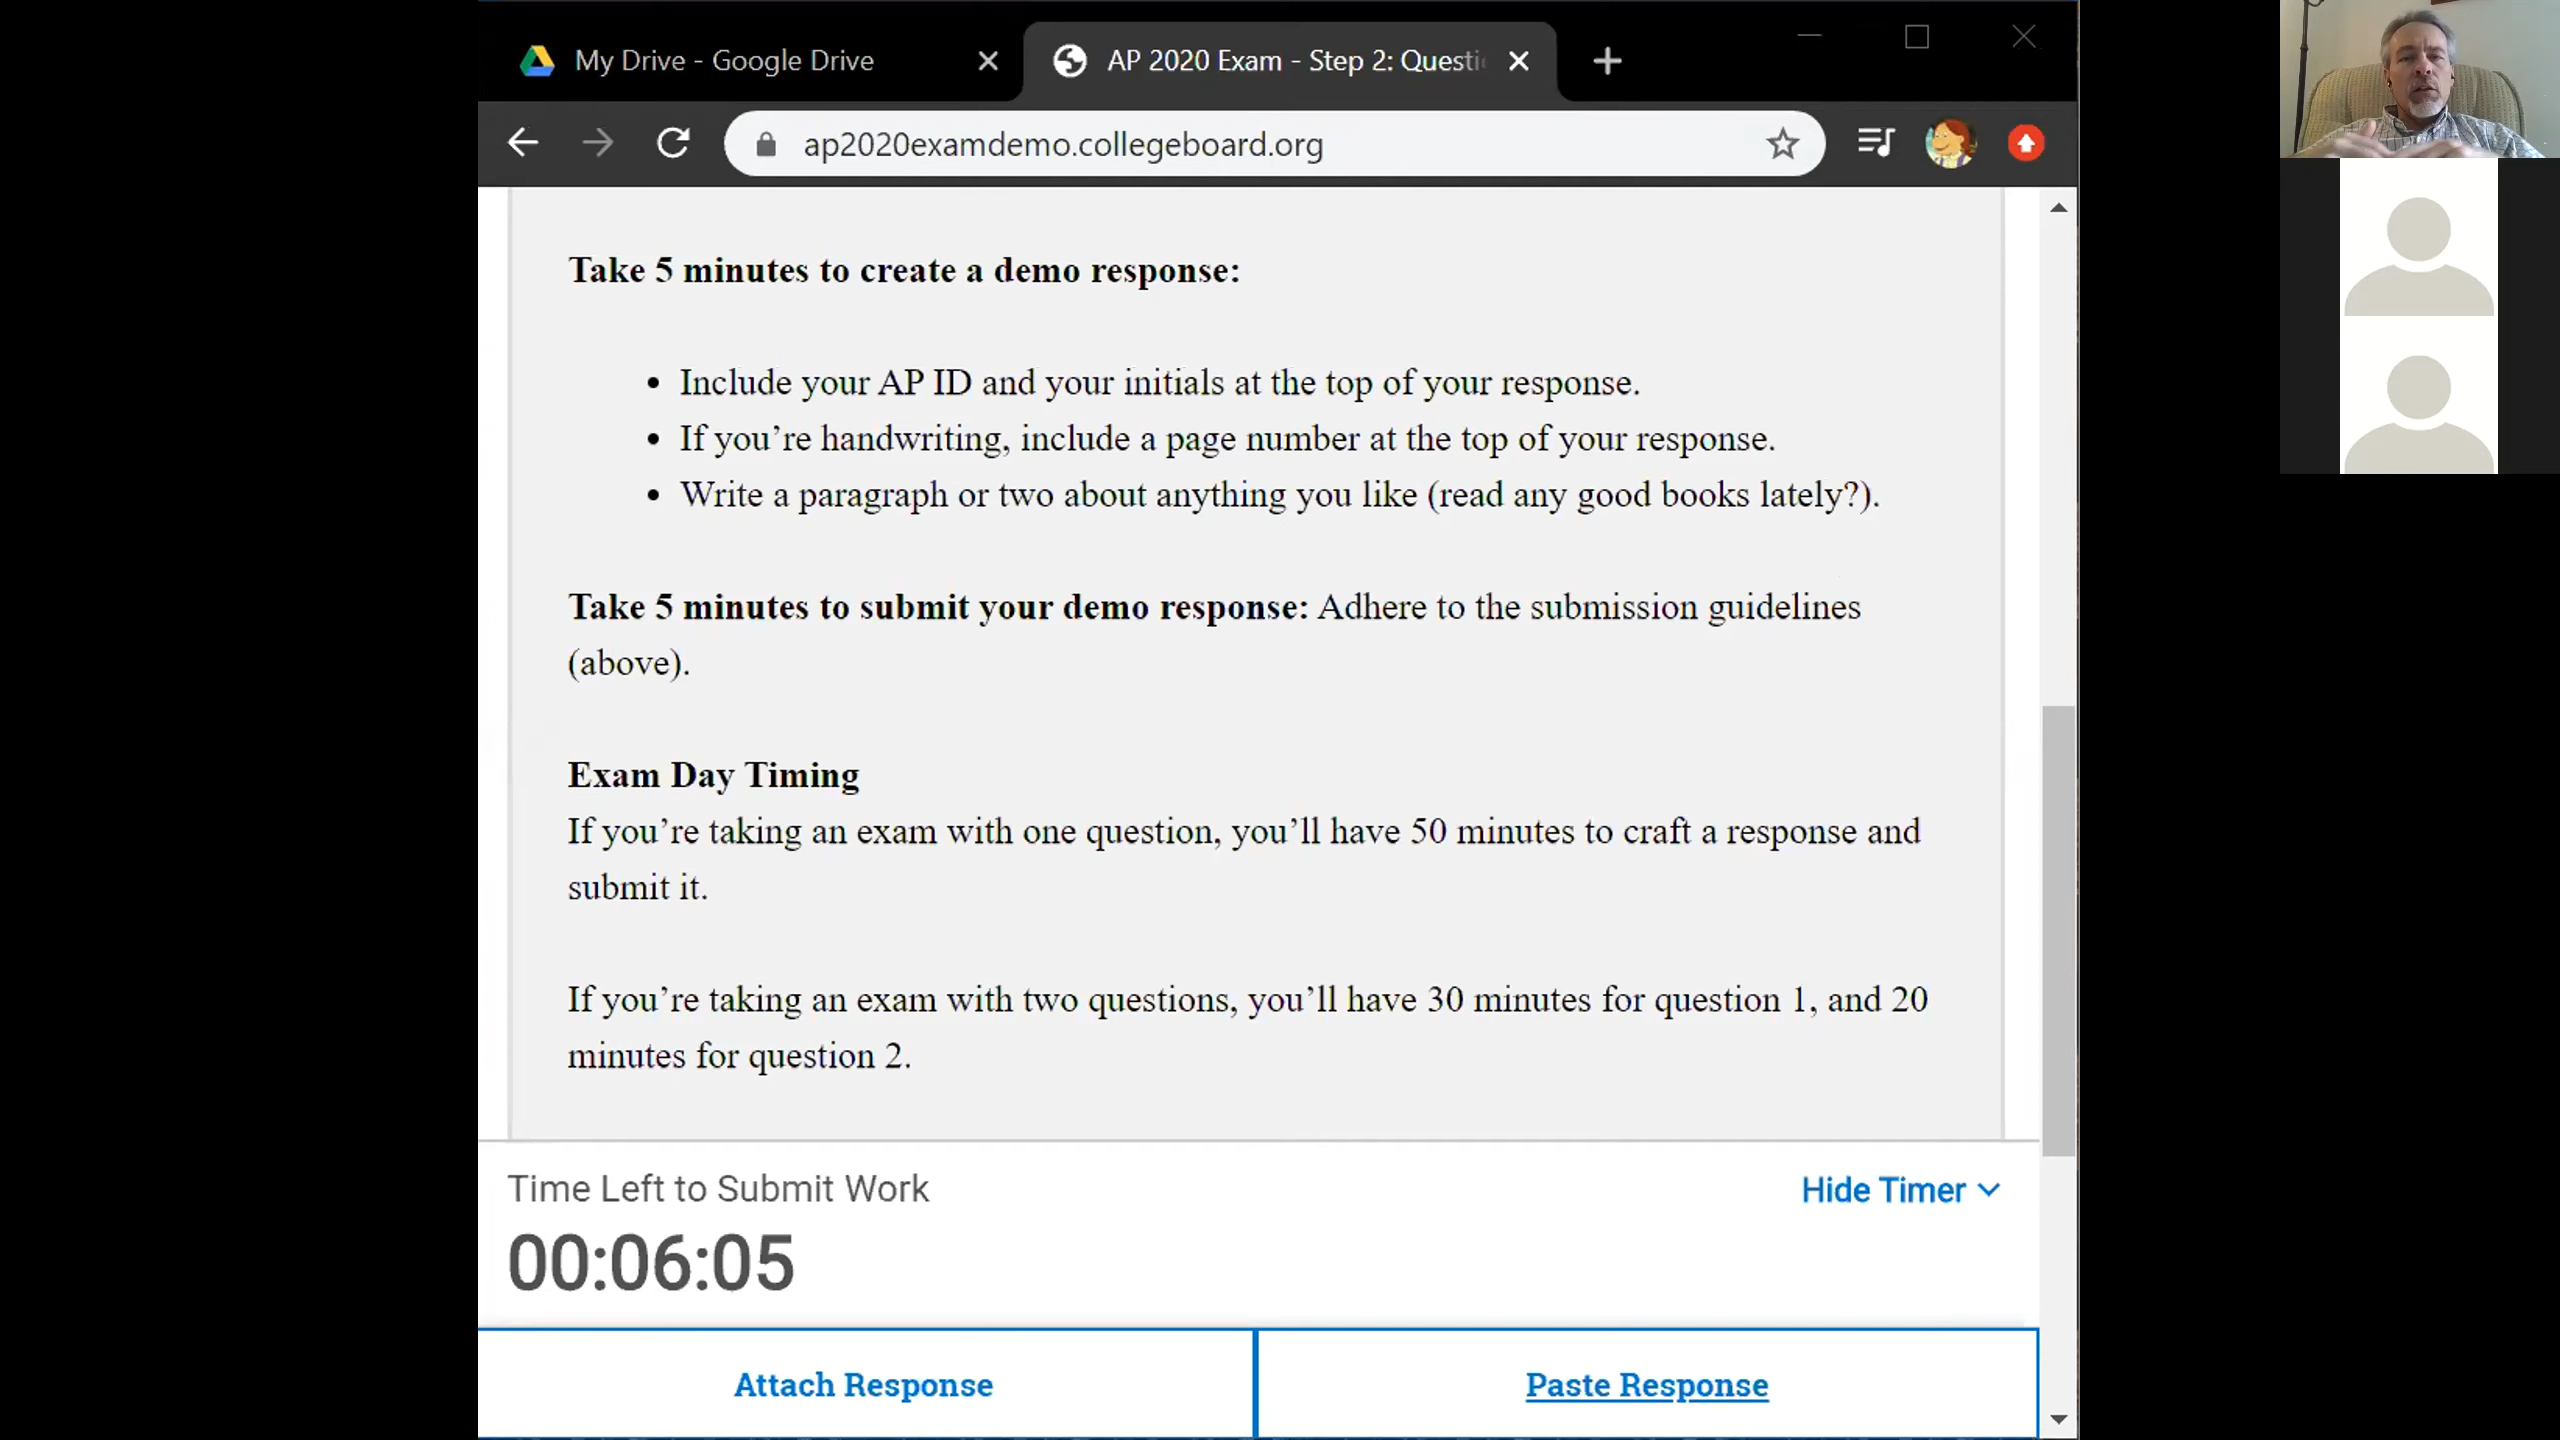 My Drive - Google Drive
AP 2020 Exam - Step 2: Questi
ap2020examdemo.collegeboard.org
Take 5 minutes to create a demo response:
• Include your AP ID and your initials at the top of your response.
• If you’re handwriting, include a page number at the top of your response.
• Write a paragraph or two about anything you like (read any good books lately?).
Take 5 minutes to submit your demo response: Adhere to the submission guidelines
(above).
Exam Day Timing
If you’re taking an exam with one question, you’ll have 50 minutes to craft a response and
submit it.
If you’re taking an exam with two questions, you’ll have 30 minutes for question 1, and 20
minutes for question 2.
Time Left to Submit Work
Hide Timer
00:06:05
Attach Response
Paste Response